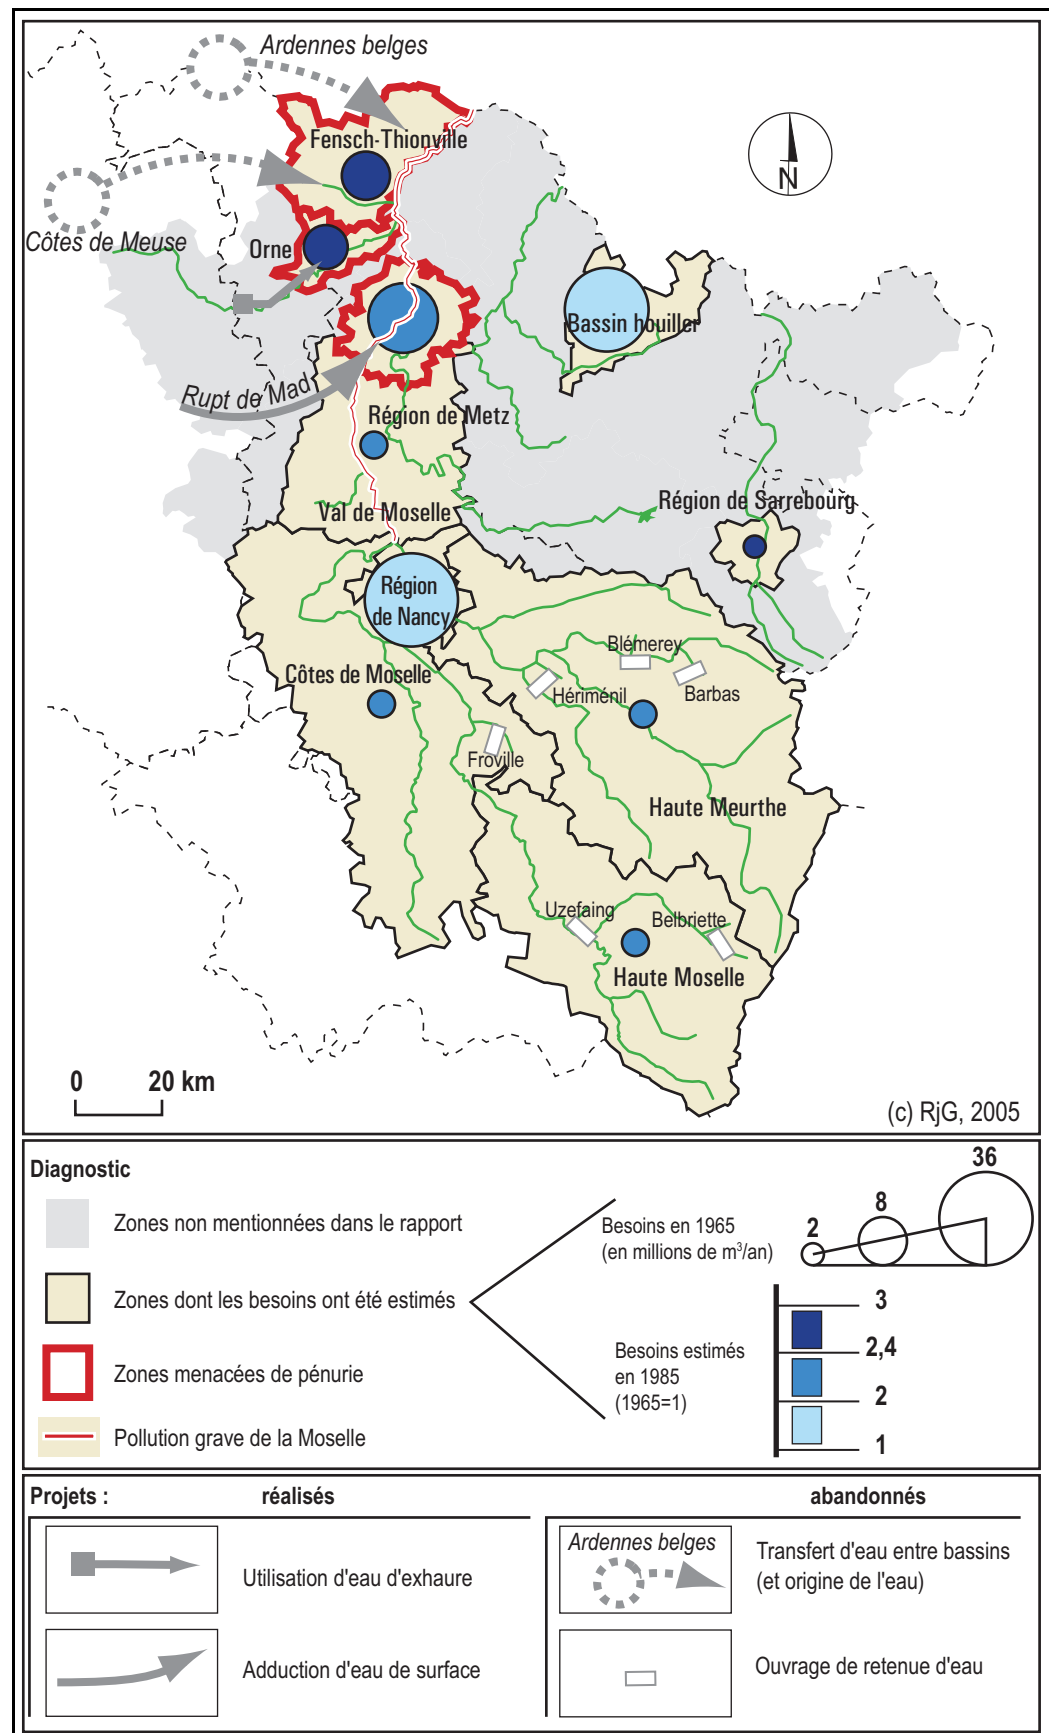 Ardennes belges
Fensch-Thionville
Côtes de Meuse
Orne
Bassin houiller
Rupt de Mad
Région de Metz
Val de Moselle
Région de Sarrebourg
Région
de Nancy
Blémerey
Côtes de Moselle
Hériménil
Barbas
Froville
Haute Meurthe
Uzefaing
Belbriette
Haute Moselle
N
0 20 km
(c) RjG, 2005
Diagnostic
Zones non mentionnées dans le rapport
Zones dont les besoins ont été estimés
Zones menacées de pénurie
Pollution grave de la Moselle
Besoins en 1965
(en millions de m³/an)
2 8 36
Besoins estimés
en 1985
(1965=1)
3
2,4
2
1
Projets : réalisés abandonnés
Utilisation d'eau d'exhaure
Adduction d'eau de surface
Ardennes belges
Transfert d'eau entre bassins
(et origine de l'eau)
Ouvrage de retenue d'eau